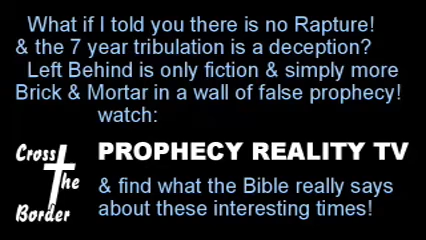 What if I told you there is no Rapture!
& the 7 year tribulation is a deception?
Left Behind is only fiction & simply more
Brick & Mortar in a wall of false prophecy!
watch:
Cross
the
Border
PROPHECY REALITY TV
& find what the Bible really says
about these interesting times!